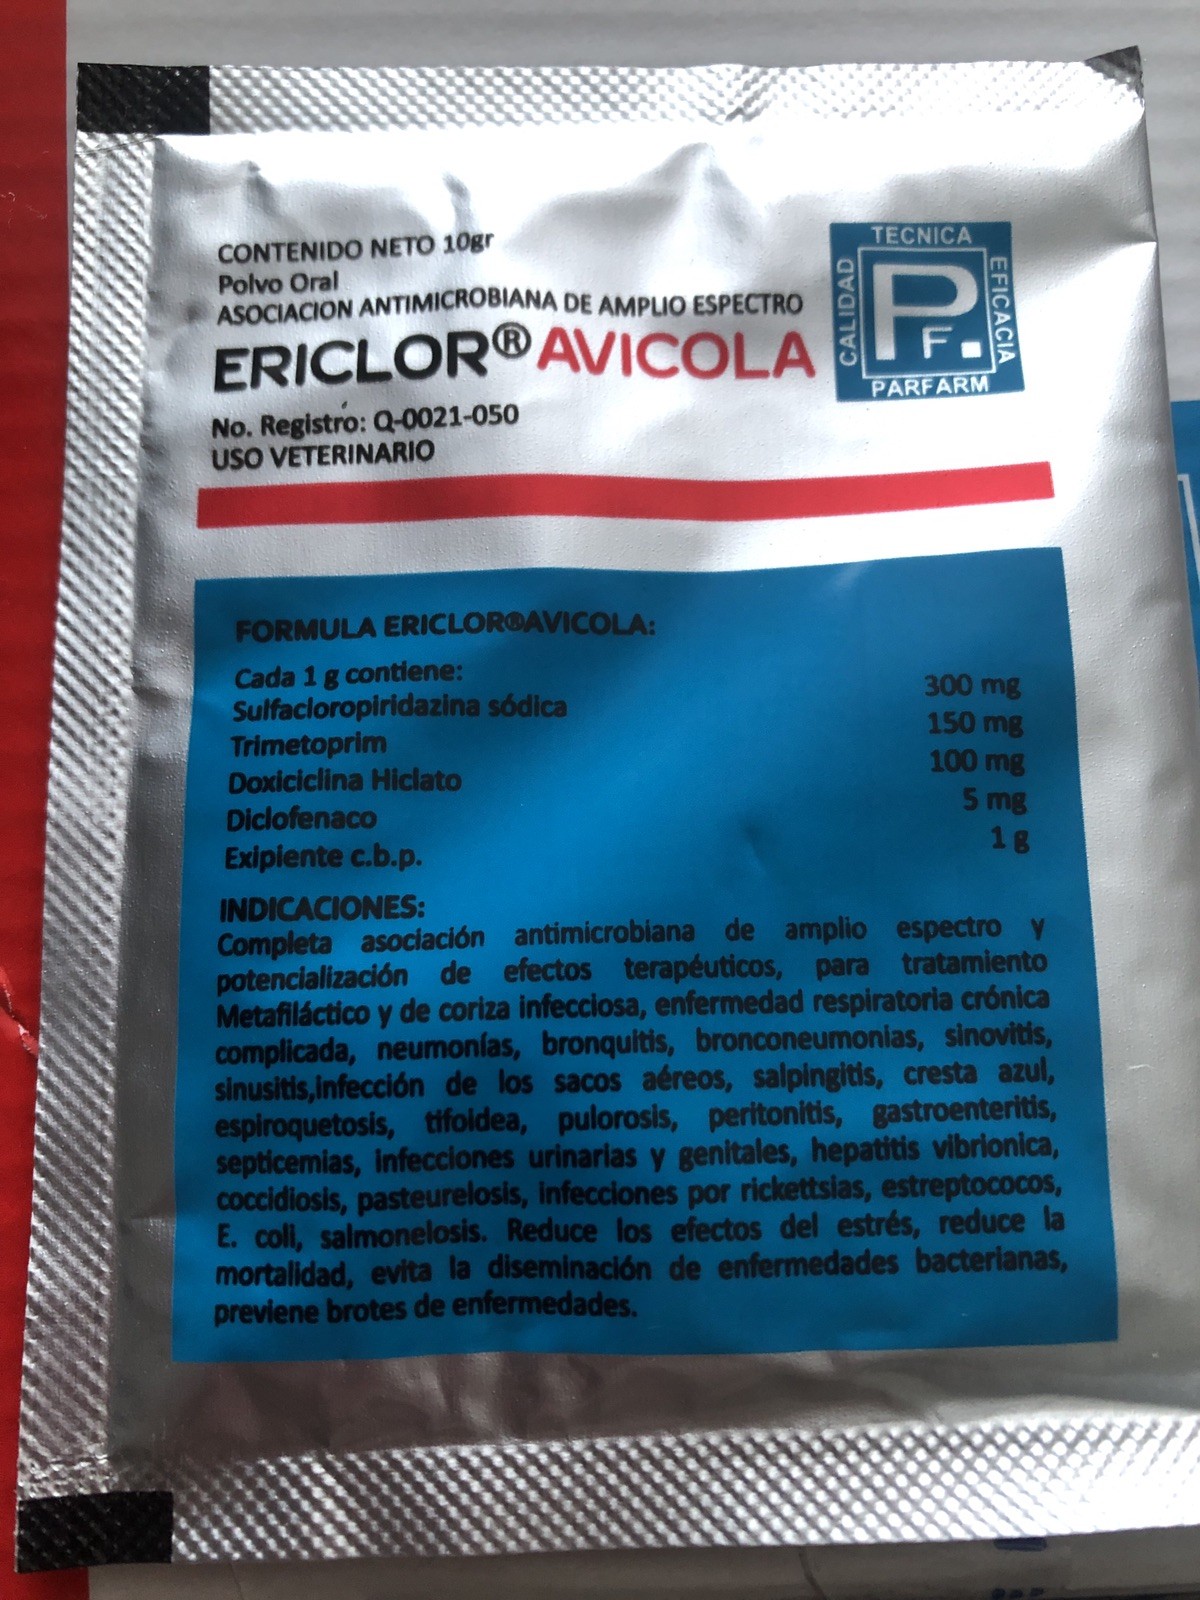 CONTENIDO NETO 10gr
Polvo Oral
ASOCIACION ANTIMICROBIANA DE AMPLIO ESPECTRO
ERICLOR®AVICOLA
No. Registro: Q-0021-050
USO VETERINARIO
TECNICA
CALIDAD
EFICACIA
PF.
PARFARM
FORMULA ERICLOR®AVICOLA:
Cada 1 g contiene:
Sulfacloropiridazina sódica 300 mg
Trimetoprim 150 mg
Doxiciclina Hiclato 100 mg
Diclofenaco 5 mg
Exipiente c.b.p. 1 g
INDICACIONES:
Completa asociación antimicrobiana de amplio espectro y
potencialización de efectos terapéuticos, para tratamiento
Metafiláctico y de coriza infecciosa, enfermedad respiratoria crónica
complicada, neumonías, bronquitis, bronconeumonias, sinovitis,
sinusitis,infección de los sacos aéreos, salpingitis, cresta azul,
espiroquetosis, tifoidea, pulorosis, peritonitis, gastroenteritis,
septicemias, infecciones urinarias y genitales, hepatitis vibrionica,
coccidiosis, pasteurelosis, infecciones por rickettsias, estreptococos,
E. coli, salmonelosis. Reduce los efectos del estrés, reduce la
mortalidad, evita la diseminación de enfermedades bacterianas,
previene brotes de enfermedades.